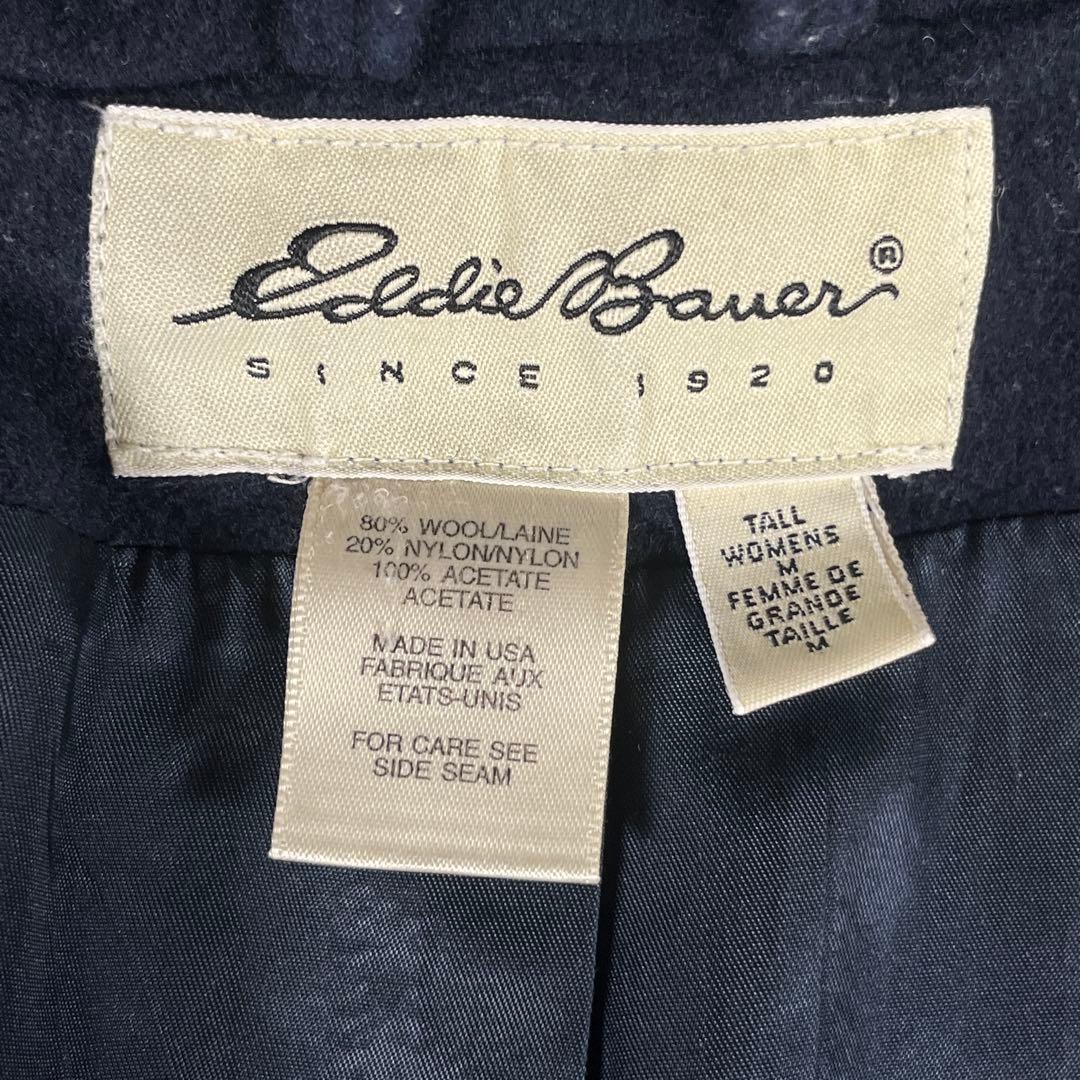 Eddie Bauer®
SINCE 1920
80% WOOL/LAINE
20% NYLON/NYLON
100% ACETATE
ACETATE
MADE IN USA
FABRIQUE AUX
ETATS-UNIS
FOR CARE SEE
SIDE SEAM
TALL
WOMENS
M
FEMME DE
GRANDE
TAILLE
M